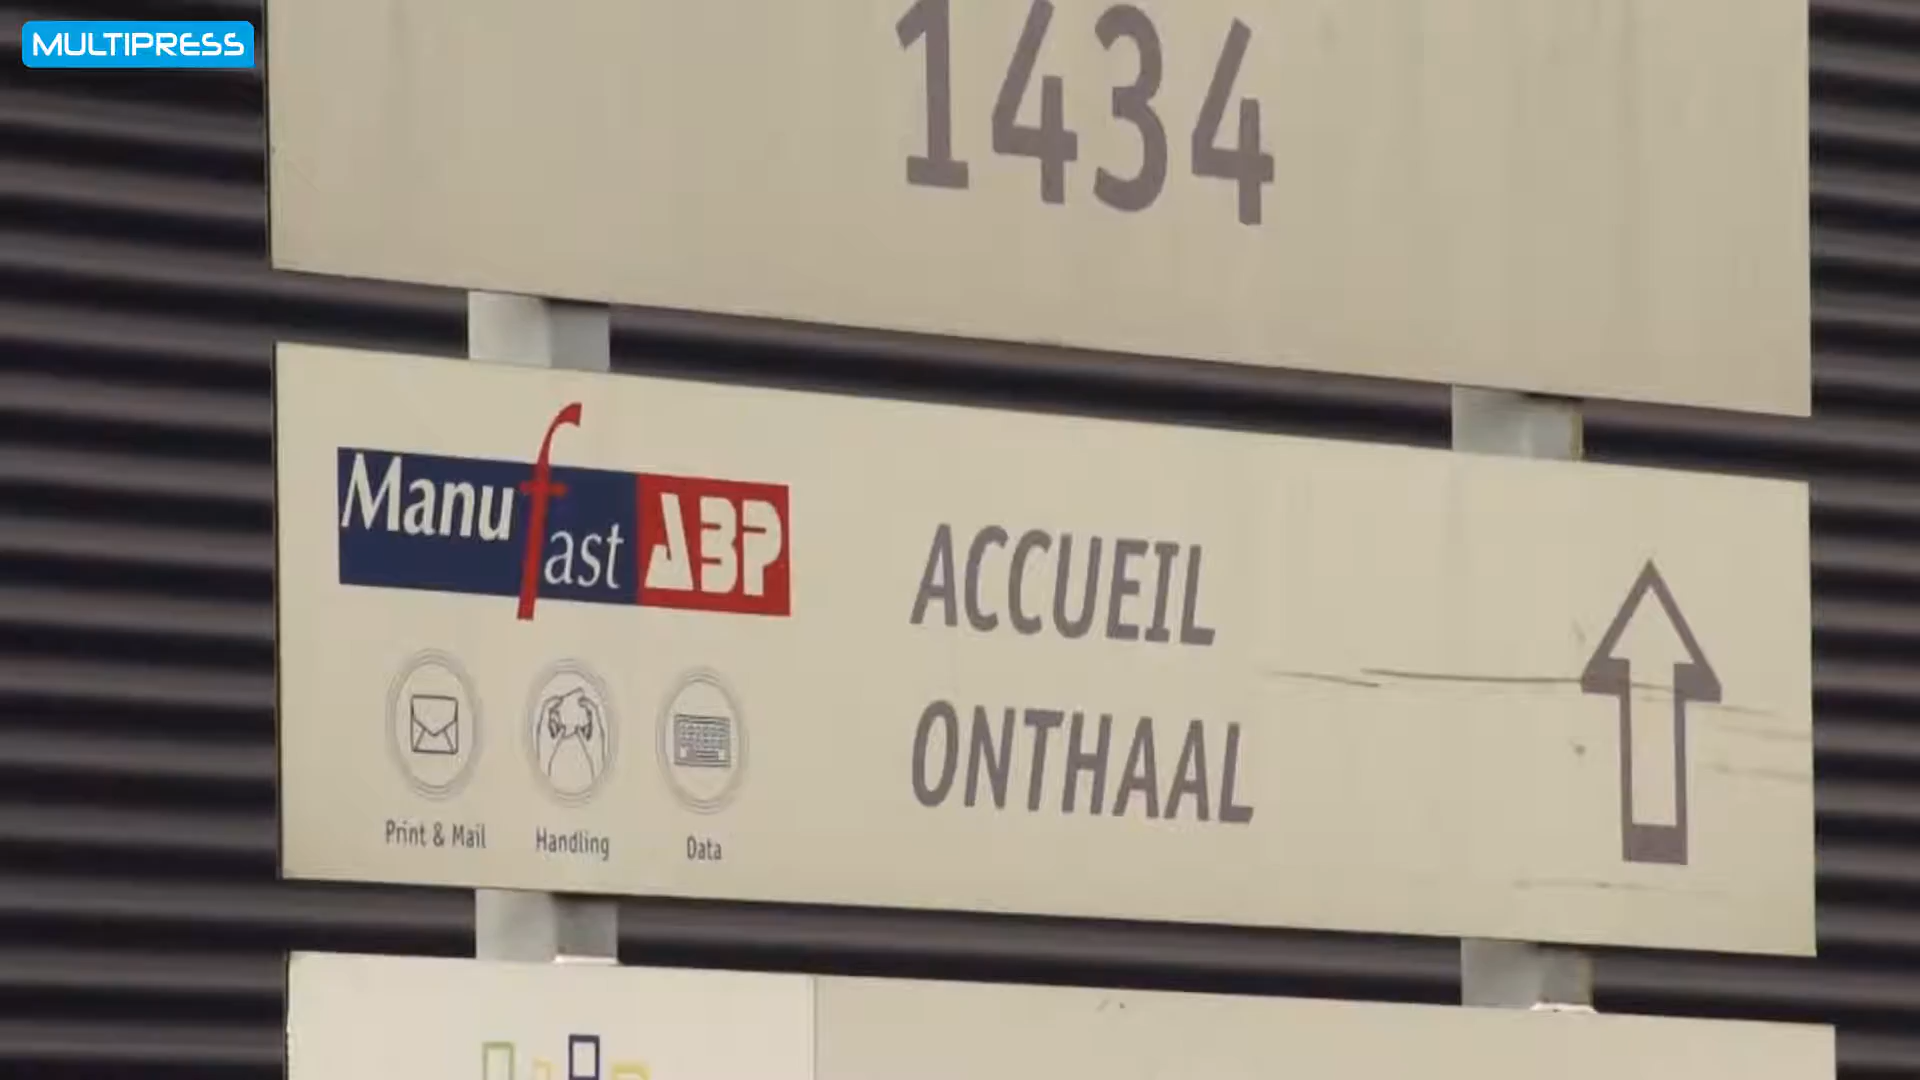 MULTIPRESS
1434
Manufast ABP
ACCUEIL
ONTHAAL
Print & Mail
Handling
Data